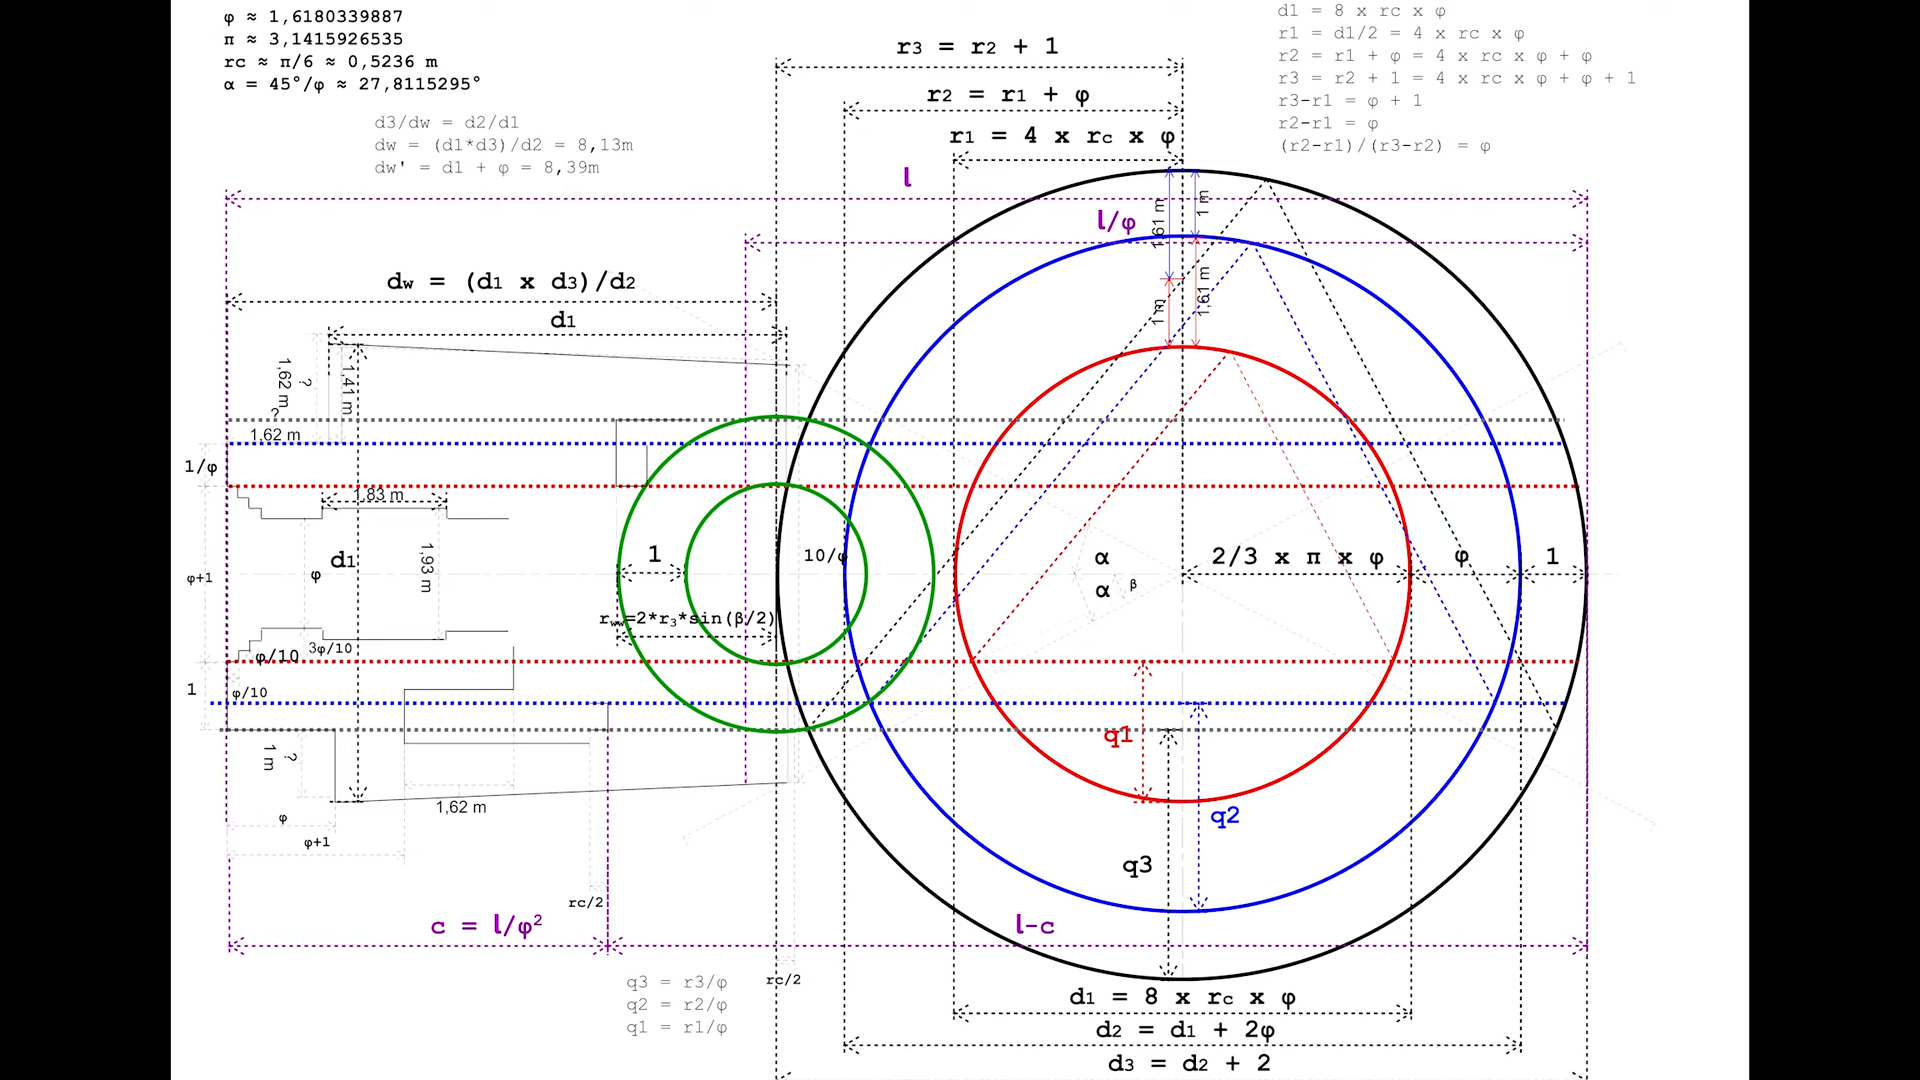 φ ≈ 1,6180339887
π ≈ 3,1415926535
rc ≈ π/6 ≈ 0,5236 m
α = 45°/φ ≈ 27,8115295°
d3/dw = d2/d1
dw = (d1*d3)/d2 = 8,13m
dw' = d1 + φ = 8,39m
d1 = 8 x rc x φ
r1 = d1/2 = 4 x rc x φ
r2 = r1 + φ = 4 x rc x φ + φ
r3 = r2 + 1 = 4 x rc x φ + φ + 1
r3-r1 = φ + 1
r2-r1 = φ
(r2-r1)/(r3-r2) = φ
r3 = r2 + 1
r2 = r1 + φ
r1 = 4 x rc x φ
l
l/φ
1,61 m
1 m
1 m
1,61 m
dw = (d1 x d3)/d2
d1
1,62 m
?
1,41 m
?
1.62 m
1/φ
1,83 m
φ+1
φ
d1
1,93 m
1
10/φ
α
α
β
2/3 x π x φ
φ
1
rww=2*r3*sin(β/2)
φ/10
3φ/10
1
φ/10
q1
1 m
?
1,62 m
φ
φ+1
q2
q3
rc/2
c = l/φ²
l-c
q3 = r3/φ
q2 = r2/φ
q1 = r1/φ
rc/2
d1 = 8 x rc x φ
d2 = d1 + 2φ
d3 = d2 + 2